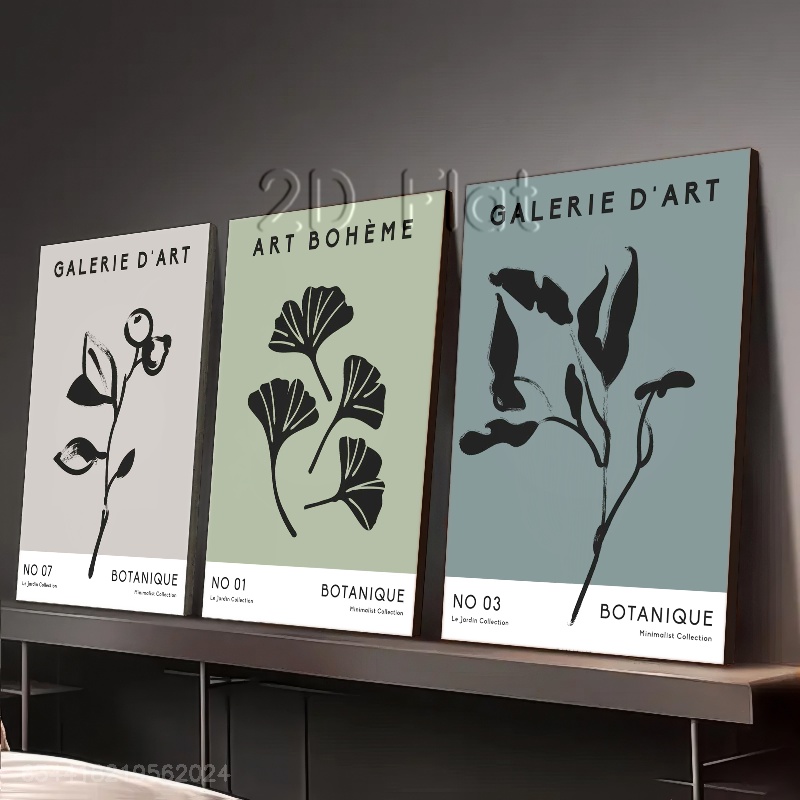 2D Flat
GALERIE D'ART
NO 07
Le Jardin Collection
BOTANIQUE
Minimalist Collection
ART BOHÈME
NO 01
Le Jardin Collection
BOTANIQUE
Minimalist Collection
GALERIE D'ART
NO 03
Le Jardin Collection
BOTANIQUE
Minimalist Collection